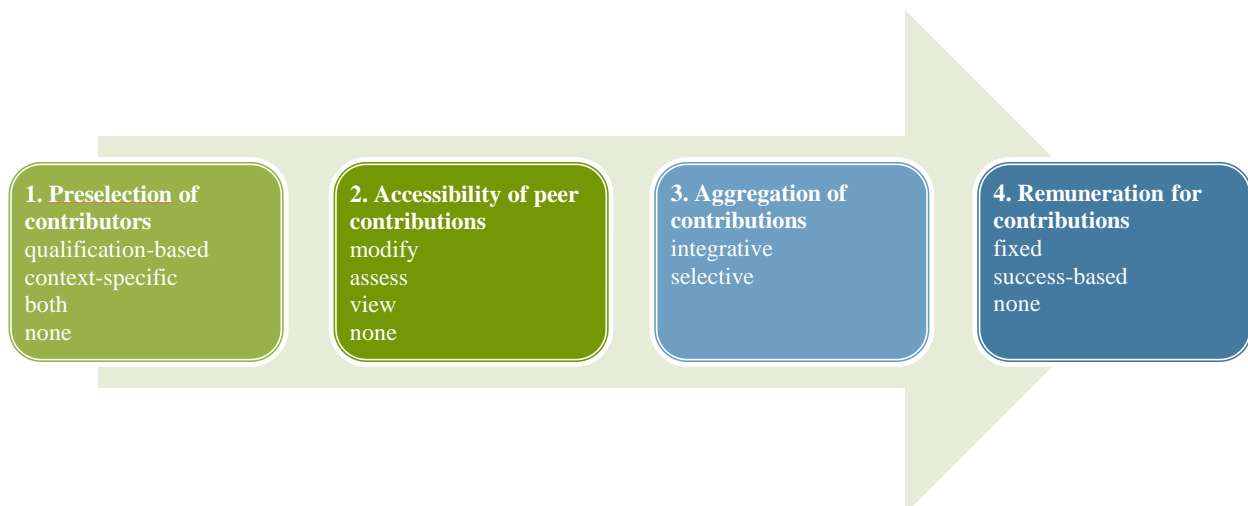 1. Preselection of
contributors
qualification-based
context-specific
both
none
2. Accessibility of peer
contributions
modify
assess
view
none
3. Aggregation of
contributions
integrative
selective
4. Remuneration for
contributions
fixed
success-based
none